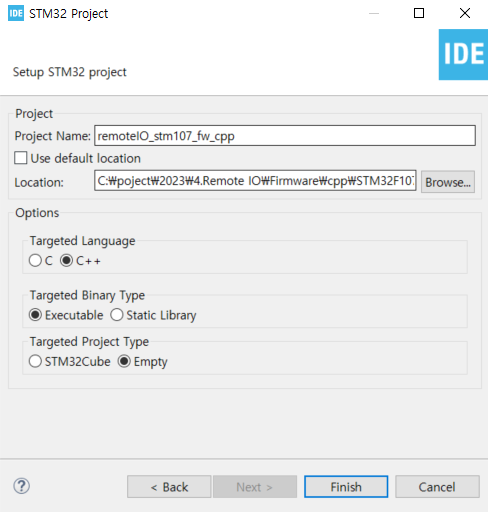 IDE STM32 Project
IDE
Setup STM32 project
Project
Project Name: remoteIO_stm107_fw_cpp
Use default location
Location: C:₩poject₩2023₩4.Remote IO₩Firmware₩cpp₩STM32F107 Browse...
Options
Targeted Language
C C++
Targeted Binary Type
Executable Static Library
Targeted Project Type
STM32Cube Empty
? < Back Next > Finish Cancel